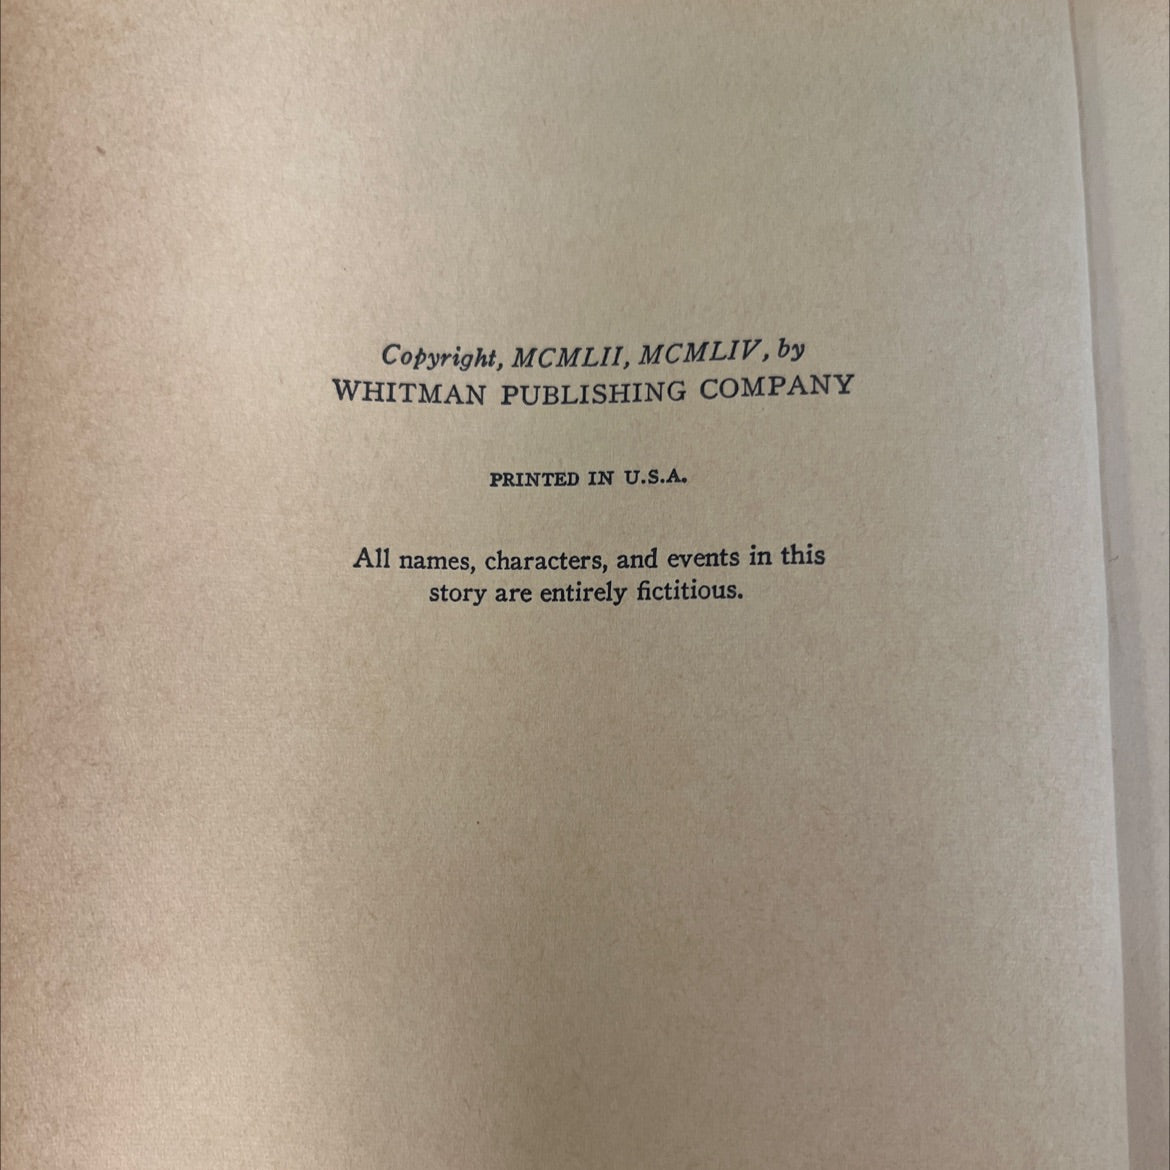 Copyright, MCMLII, MCMLIV, by
WHITMAN PUBLISHING COMPANY
PRINTED IN U.S.A.
All names, characters, and events in this
story are entirely fictitious.